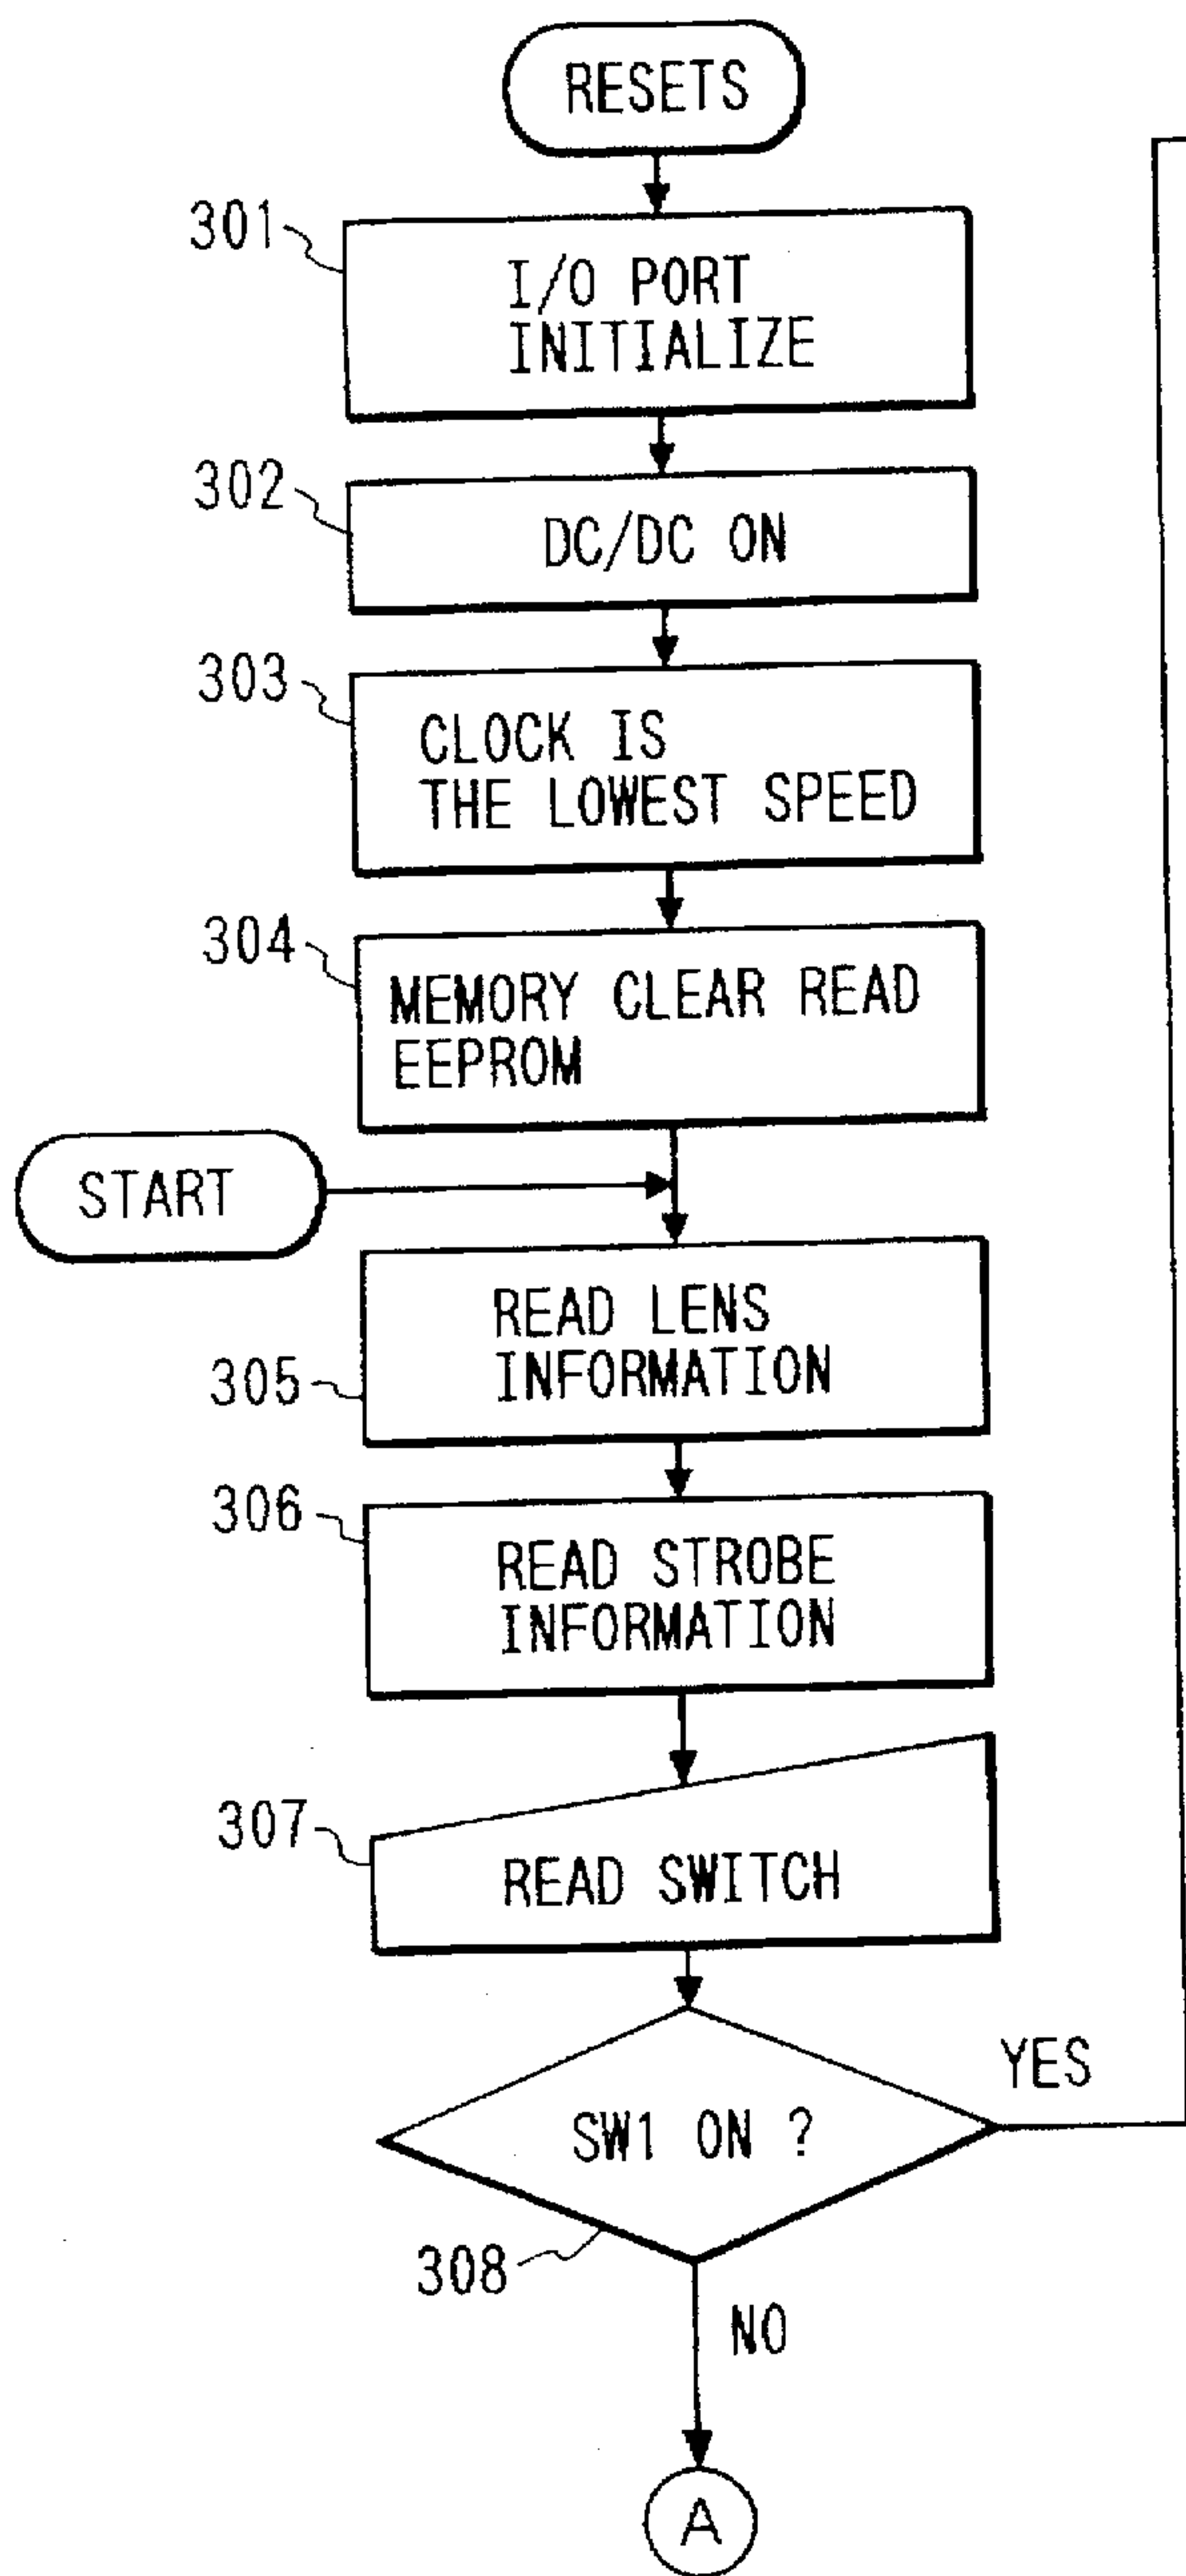 RESETS
301
I/O PORT
INITIALIZE
302
DC/DC ON
303
CLOCK IS
THE LOWEST SPEED
304
MEMORY CLEAR READ
EEPROM
START
READ LENS
INFORMATION
305
306
READ STROBE
INFORMATION
307
READ SWITCH
YES
SW1 ON ?
308
NO
A